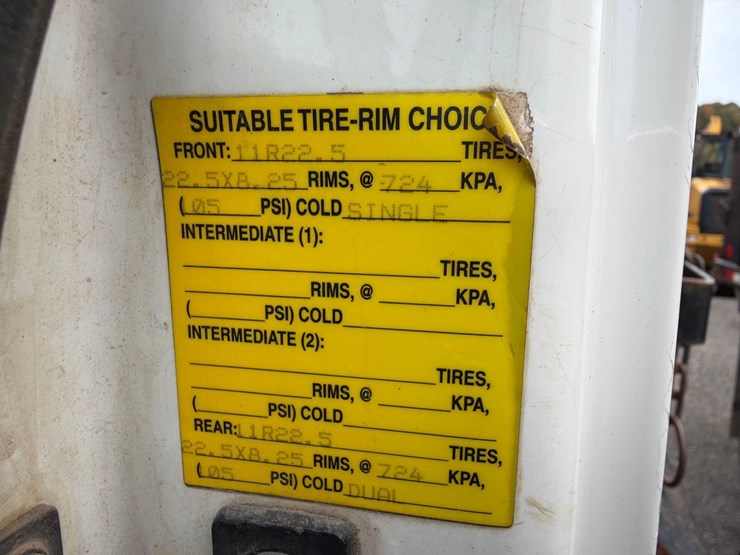 SUITABLE TIRE-RIM CHOIC
FRONT: 11R22.5 TIRES,
22.5X8.25 RIMS, @ 724 KPA,
(105 PSI) COLD SINGLE
INTERMEDIATE (1):
TIRES,
RIMS, @ KPA,
( PSI) COLD
INTERMEDIATE (2):
TIRES,
RIMS, @ KPA,
( PSI) COLD
REAR: 11R22.5 TIRES,
22.5X8.25 RIMS, @ 724 KPA,
(105 PSI) COLD DUAL